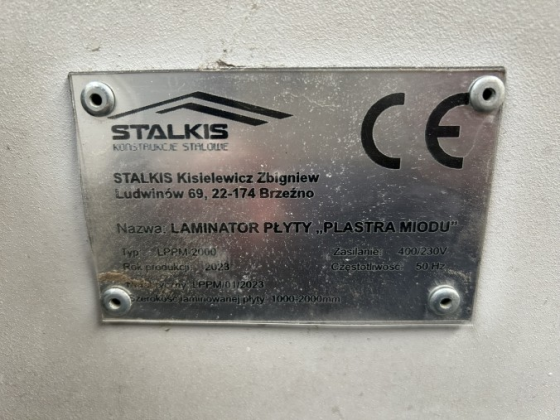 STALKIS
KONSTRUKCJE STALOWE
CE
STALKIS Kisielewicz Zbigniew
Ludwinów 69, 22-174 Brzeźno
Nazwa: LAMINATOR PŁYTY „PLASTRA MIODU"
Typ: LPPM 2000 Zasilanie: 400/230V
Rok produkcji: 2023 Częstotliwość: 50 Hz
LPPM/01/2023
Szerokość laminowanej płyty: 1000-2000mm